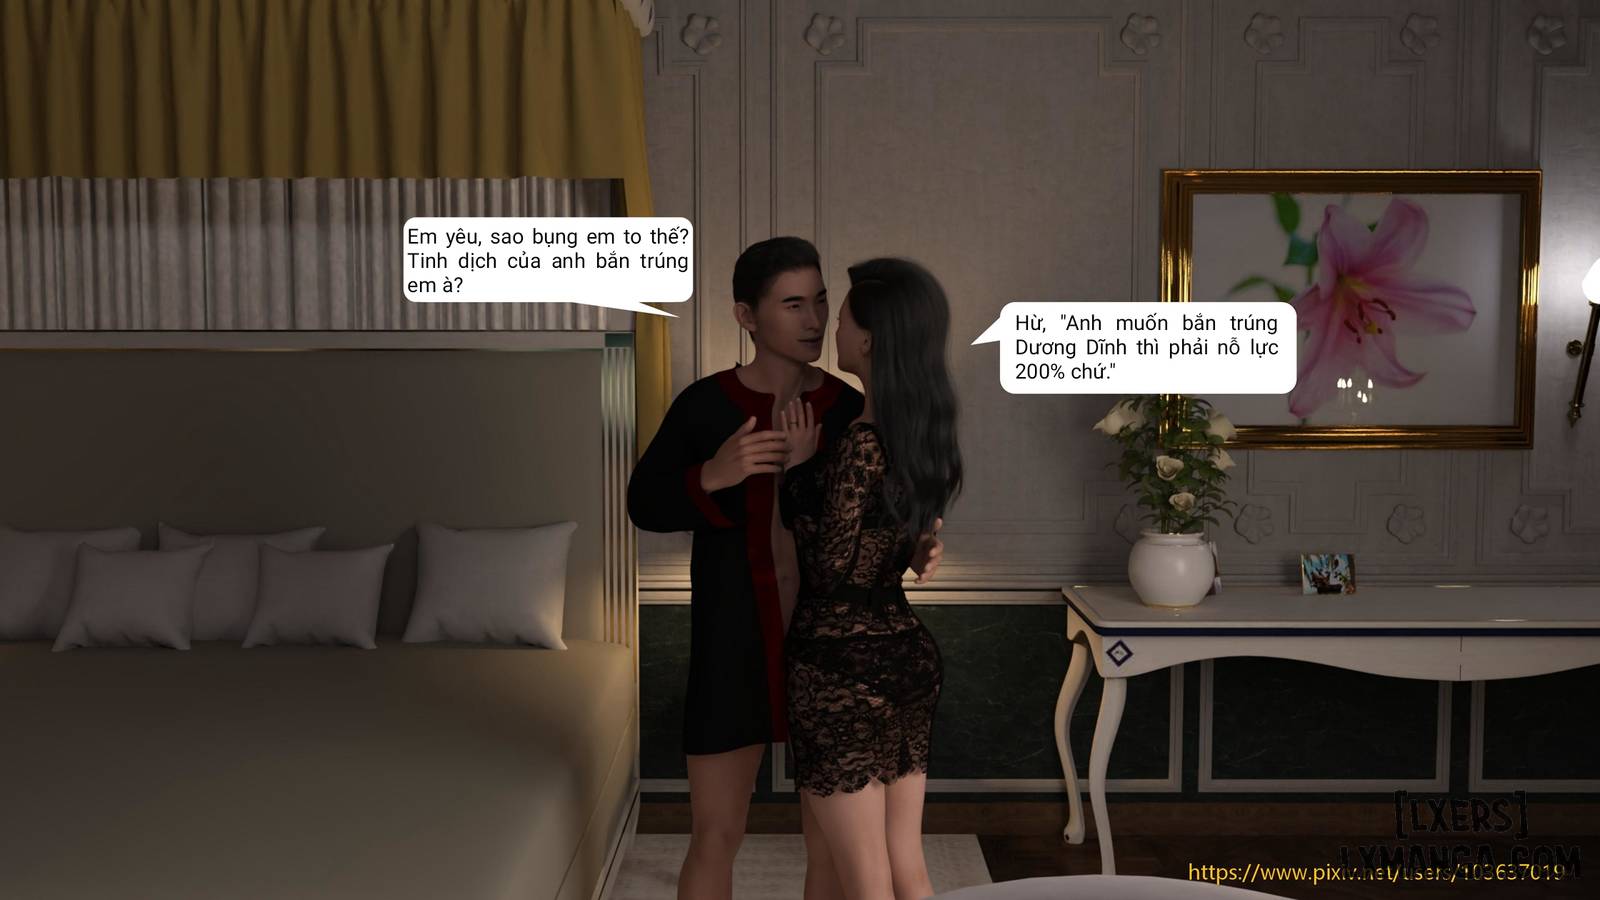 Em yêu, sao bụng em to thế?
Tinh dịch của anh bắn trúng
em à?
Hừ, "Anh muốn bắn trúng
Dương Dĩnh thì phải nỗ lực
200% chứ."
[LXERS]
LXMANGA.COM
https://www.pixiv.net/users/103637019